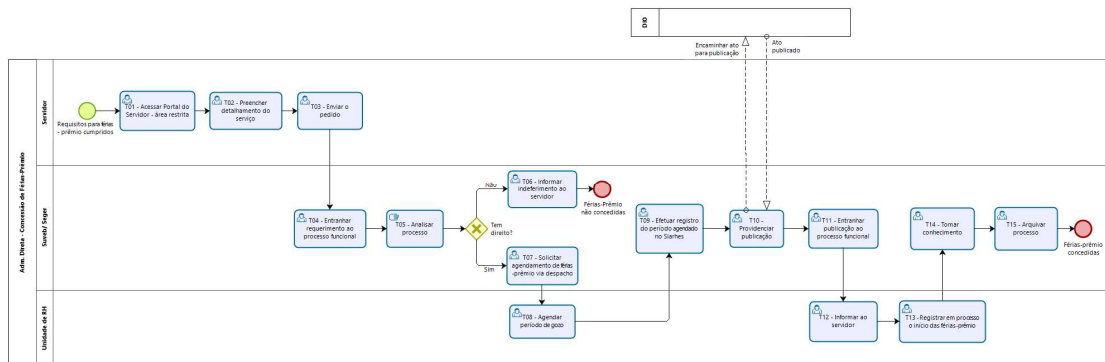 DIO
Encaminhar ato
para publicação
Ato
publicado
Adm. Direta - Concessão de Férias-Prêmio
Servidor
Requisitos para férias
- prêmio cumpridos
T01 - Acessar Portal do
Servidor - área restrita
T02 - Preencher
detalhamento do
serviço
T03 - Enviar o
pedido
Sureb/ Seger
T04 - Entranhar
requerimento ao
processo funcional
T05 - Analisar
processo
Tem
direito?
Não
Sim
T06 - Informar
indeferimento ao
servidor
Férias-Prêmio
não concedidas
T07 - Solicitar
agendamento de férias
-prêmio via despacho
T09 - Efetuar registro
do período agendado
no Siarhes
T10 -
Providenciar
publicação
T11 - Entranhar
publicação ao
processo funcional
T14 - Tomar
conhecimento
T15 - Arquivar
processo
Férias-prêmio
concedidas
Unidade de RH
T08 - Agendar
período de gozo
T12 - Informar ao
servidor
T13 - Registrar em processo
o início das férias-prêmio